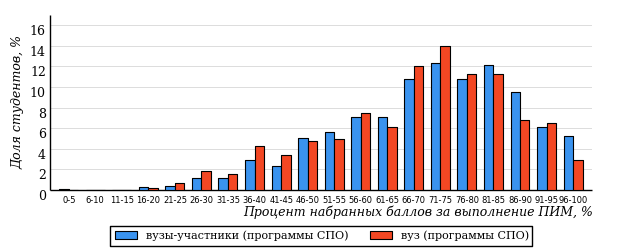 Доля студентов, %
16
14
12
10
8
6
4
2
0
0-5 6-10 11-15 16-20 21-25 26-30 31-35 36-40 41-45 46-50 51-55 56-60 61-65 66-70 71-75 76-80 81-85 86-90 91-95 96-100
Процент набранных баллов за выполнение ПИМ, %
вузы-участники (программы СПО) вуз (программы СПО)